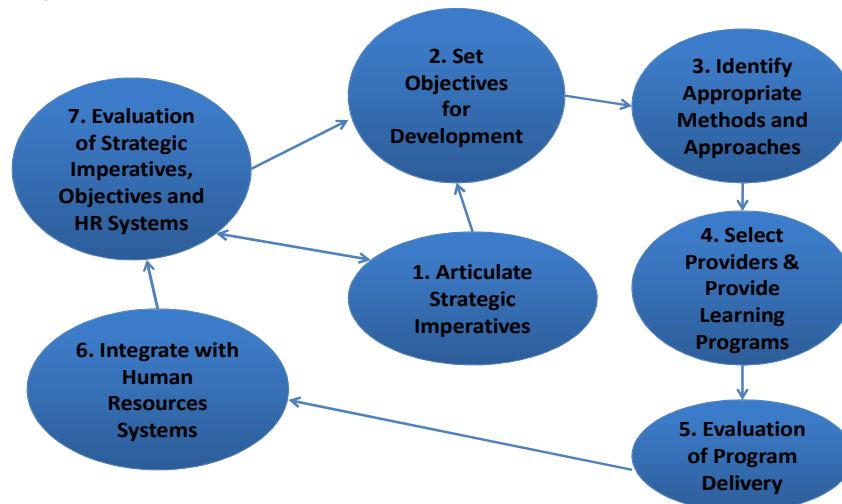 1. Articulate
Strategic
Imperatives
2. Set
Objectives
for
Development
3. Identify
Appropriate
Methods and
Approaches
4. Select
Providers &
Provide
Learning
Programs
5. Evaluation
of Program
Delivery
6. Integrate with
Human
Resources
Systems
7. Evaluation
of Strategic
Imperatives,
Objectives and
HR Systems